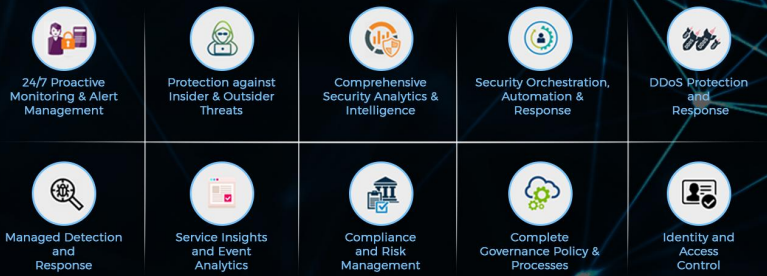 24/7 Proactive
Monitoring & Alert
Management
Protection against
Insider & Outsider
Threats
Comprehensive
Security Analytics &
Intelligence
Security Orchestration,
Automation &
Response
DDoS Protection
and
Response
Managed Detection
and
Response
Service Insights
and Event
Analytics
Compliance
and Risk
Management
Complete
Governance Policy &
Processes
Identity and
Access
Control